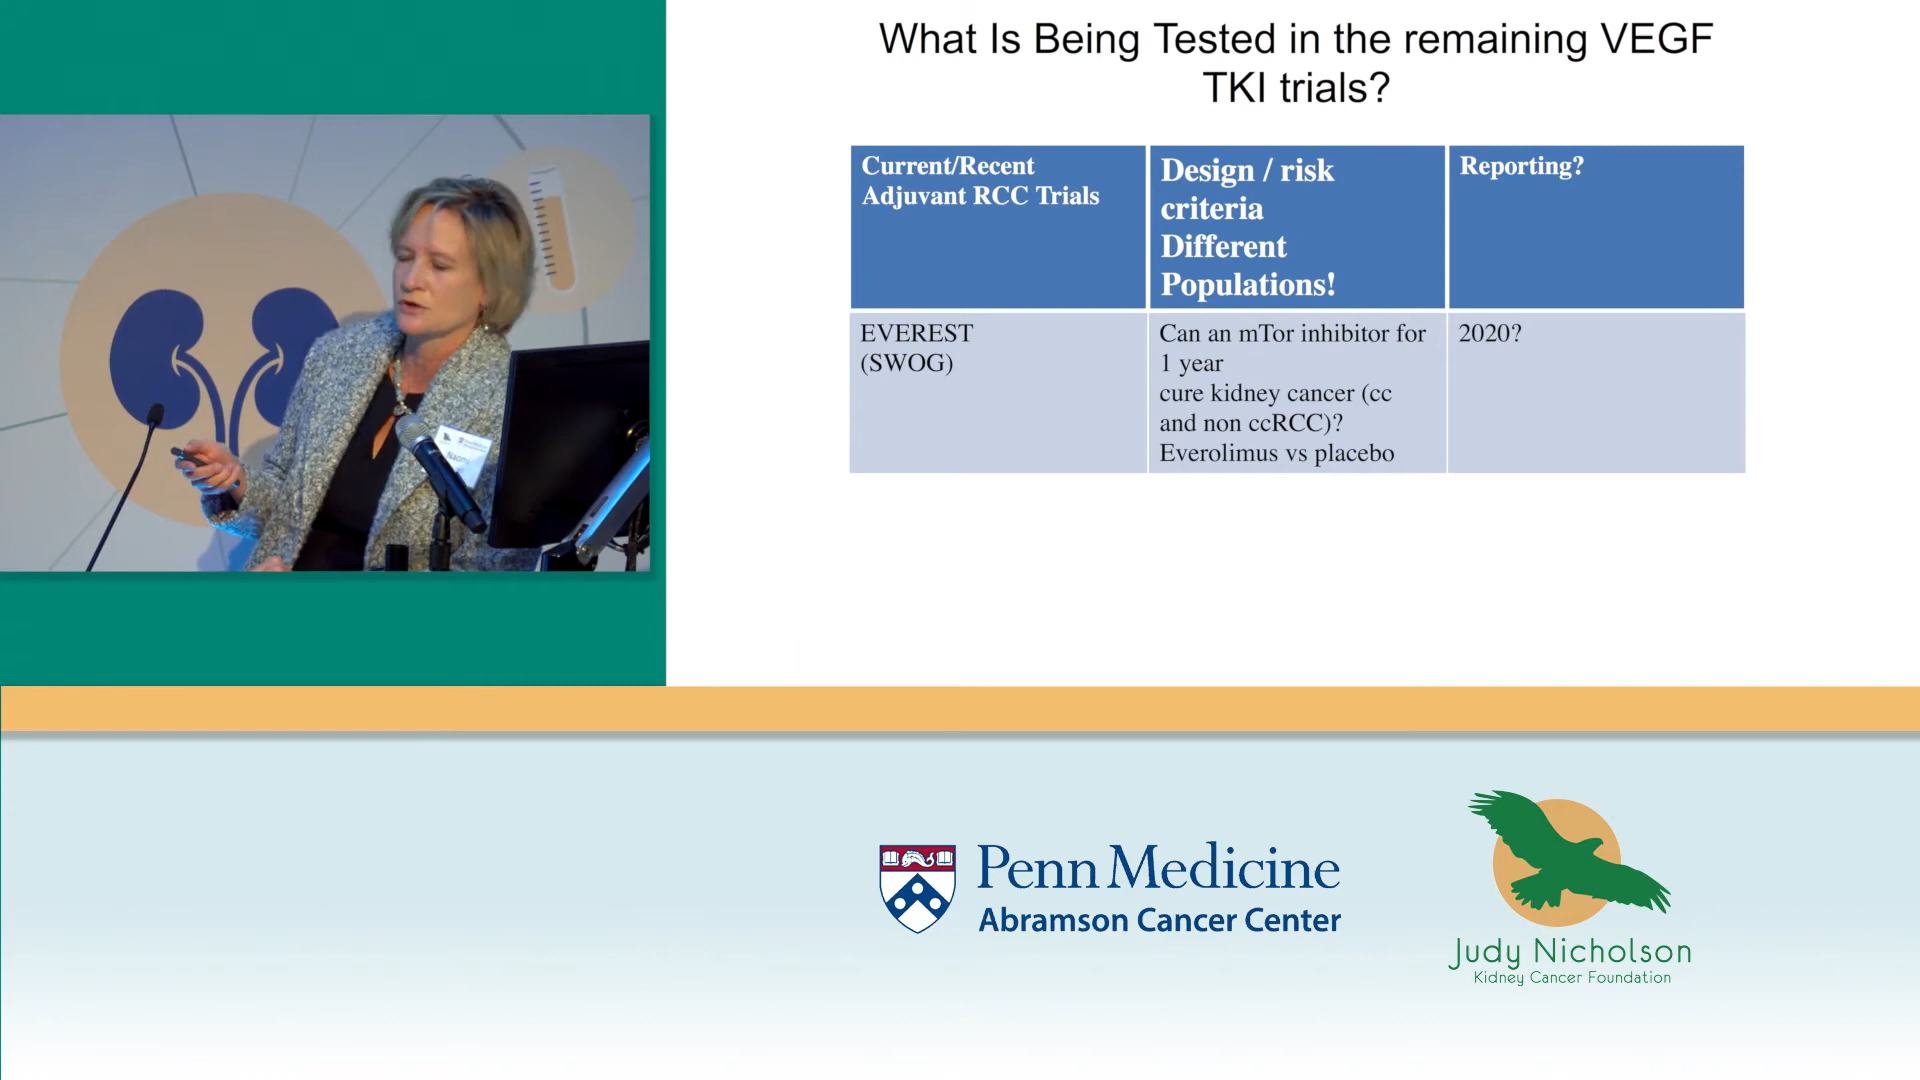 What Is Being Tested in the remaining VEGF
TKI trials?
Current/Recent
Adjuvant RCC Trials
Design / risk
criteria
Different
Populations!
Reporting?
EVEREST
(SWOG)
Can an mTor inhibitor for
1 year
cure kidney cancer (cc
and non ccRCC)?
Everolimus vs placebo
2020?
Naomi
Penn Medicine
Abramson Cancer Center
Judy Nicholson
Kidney Cancer Foundation